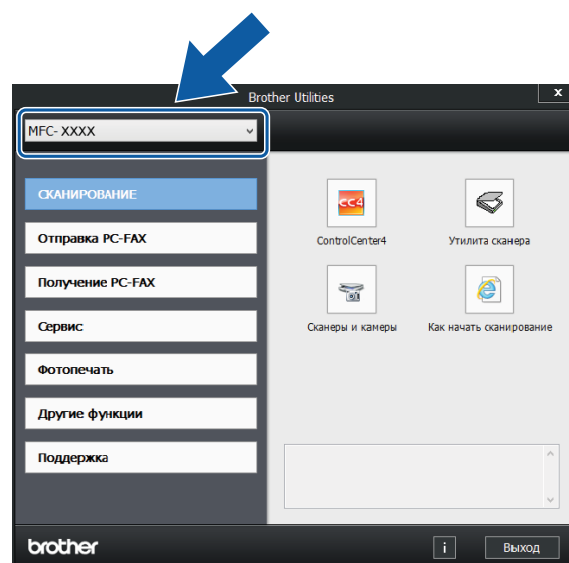 Brother Utilities
x
MFC- XXXX
СКАНИРОВАНИЕ
Отправка PC-FAX
Получение PC-FAX
Сервис
Фотопечать
Другие функции
Поддержка
CC4
ControlCenter4
Утилита сканера
Сканеры и камеры
Как начать сканирование
brother
i
Выход